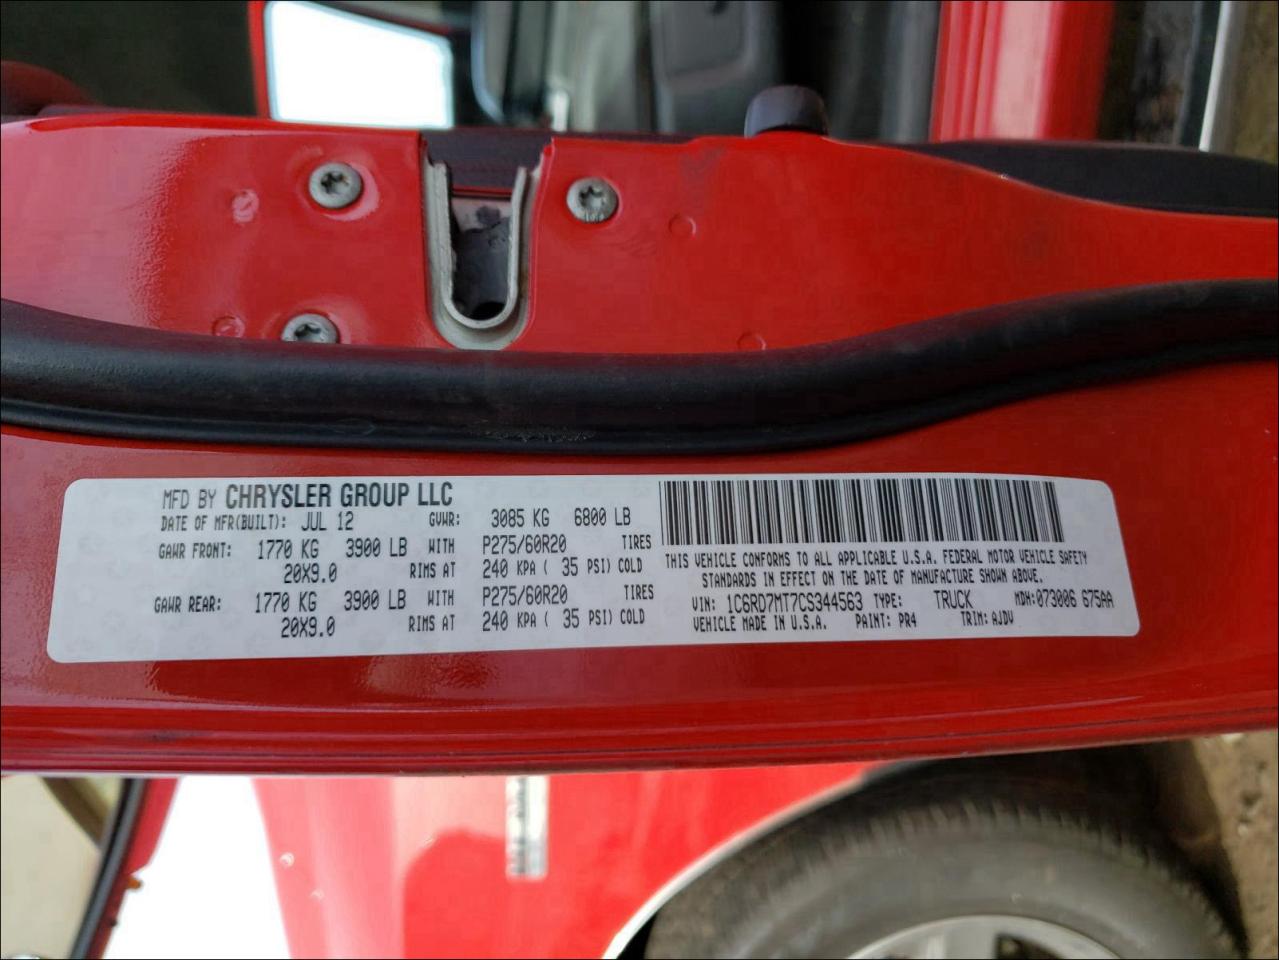 MFD BY CHRYSLER GROUP LLC
DATE OF MFR(BUILT): JUL 12 GVWR: 3085 KG 6800 LB
GAWR FRONT: 1770 KG 3900 LB WITH P275/60R20 TIRES
20X9.0 RIMS AT 240 KPA ( 35 PSI) COLD
GAWR REAR: 1770 KG 3900 LB WITH P275/60R20 TIRES
20X9.0 RIMS AT 240 KPA ( 35 PSI) COLD
THIS VEHICLE CONFORMS TO ALL APPLICABLE U.S.A. FEDERAL MOTOR VEHICLE SAFETY
STANDARDS IN EFFECT ON THE DATE OF MANUFACTURE SHOWN ABOVE.
VIN: 1C6RD7MT7CS344563 TYPE: TRUCK MDH:073006 675AA
VEHICLE MADE IN U.S.A. PAINT: PR4 TRIM: AJDV